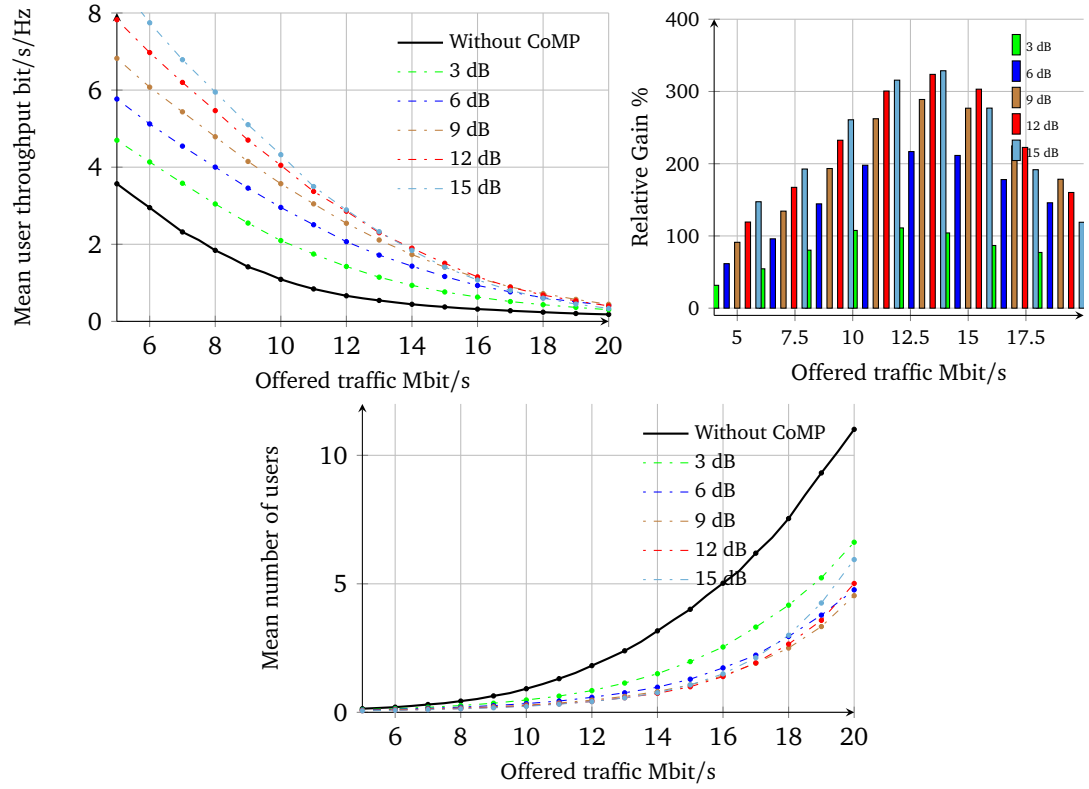 Mean user throughput bit/s/Hz
8
6
4
2
0
6 8 10 12 14 16 18 20
Offered traffic Mbit/s
Without CoMP
3 dB
6 dB
9 dB
12 dB
15 dB
Relative Gain %
400
300
200
100
0
5 7.5 10 12.5 15 17.5
Offered traffic Mbit/s
3 dB
6 dB
9 dB
12 dB
15 dB
Mean number of users
10
5
0
6 8 10 12 14 16 18 20
Offered traffic Mbit/s
Without CoMP
3 dB
6 dB
9 dB
12 dB
15 dB